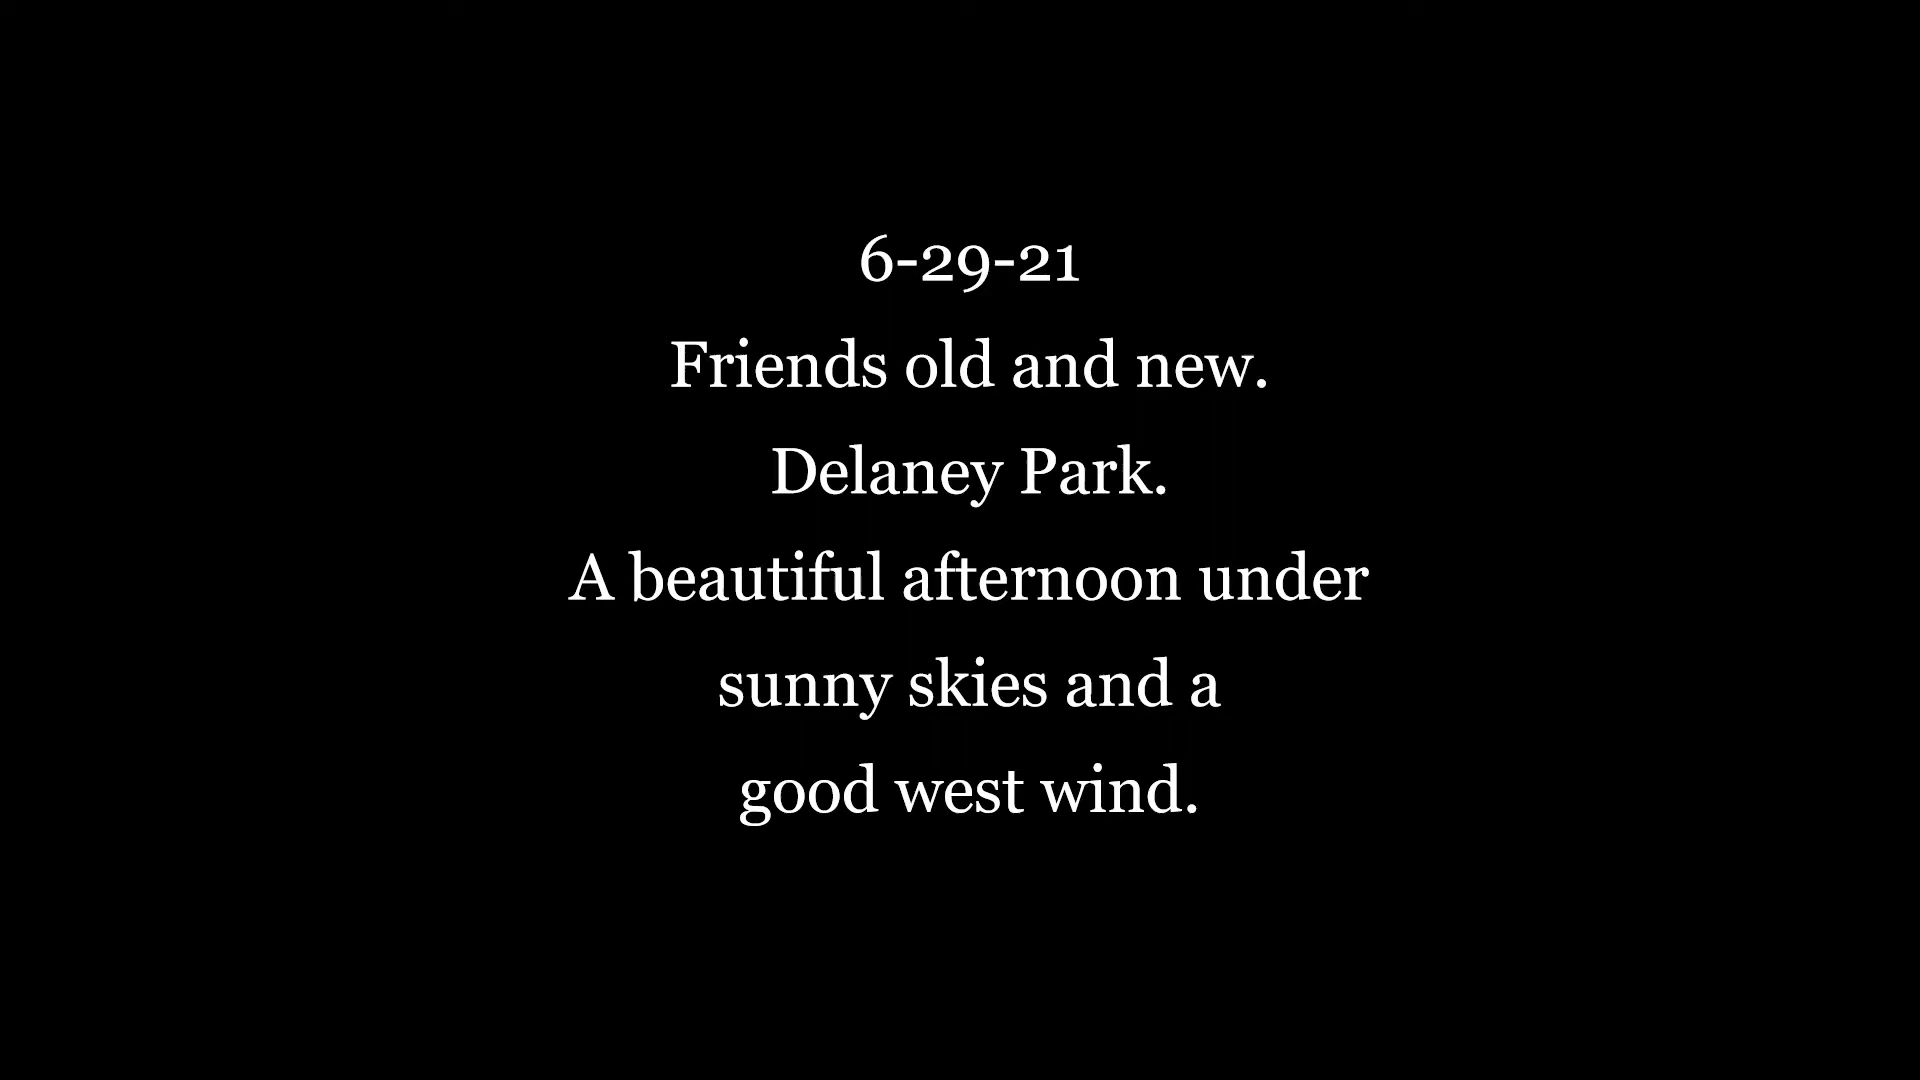 6-29-21
Friends old and new.
Delaney Park.
A beautiful afternoon under
sunny skies and a
good west wind.